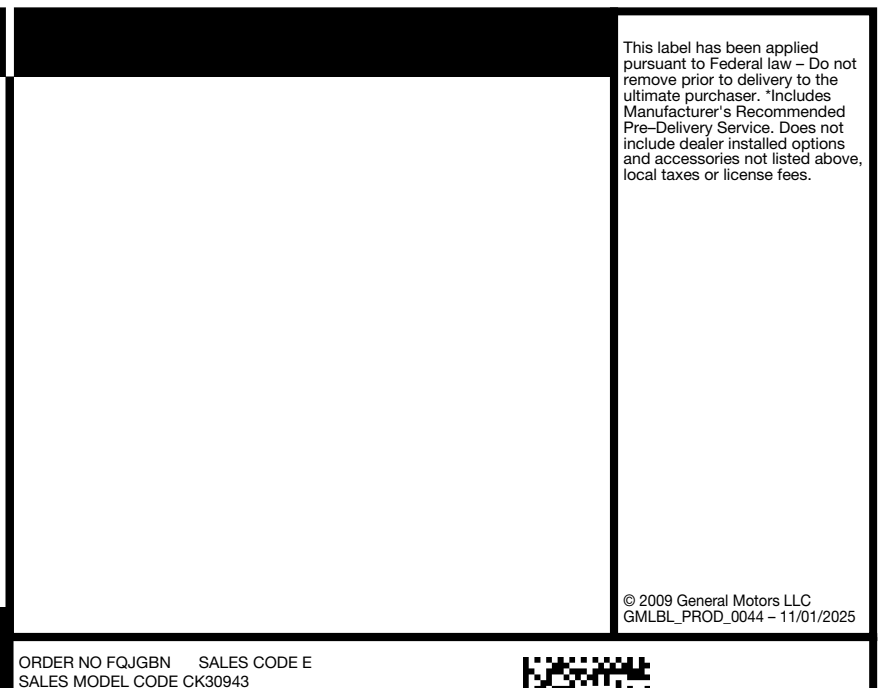 This label has been applied
pursuant to Federal law – Do not
remove prior to delivery to the
ultimate purchaser. *Includes
Manufacturer's Recommended
Pre–Delivery Service. Does not
include dealer installed options
and accessories not listed above,
local taxes or license fees.
© 2009 General Motors LLC
GMLBL_PROD_0044 – 11/01/2025
ORDER NO FQJGBN SALES CODE E
SALES MODEL CODE CK30943